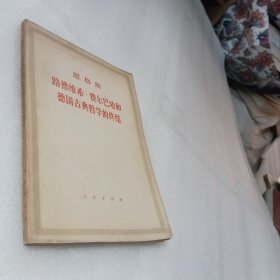 恩格斯
路德维希·费尔巴哈和
德国古典哲学的终结
人民出版社